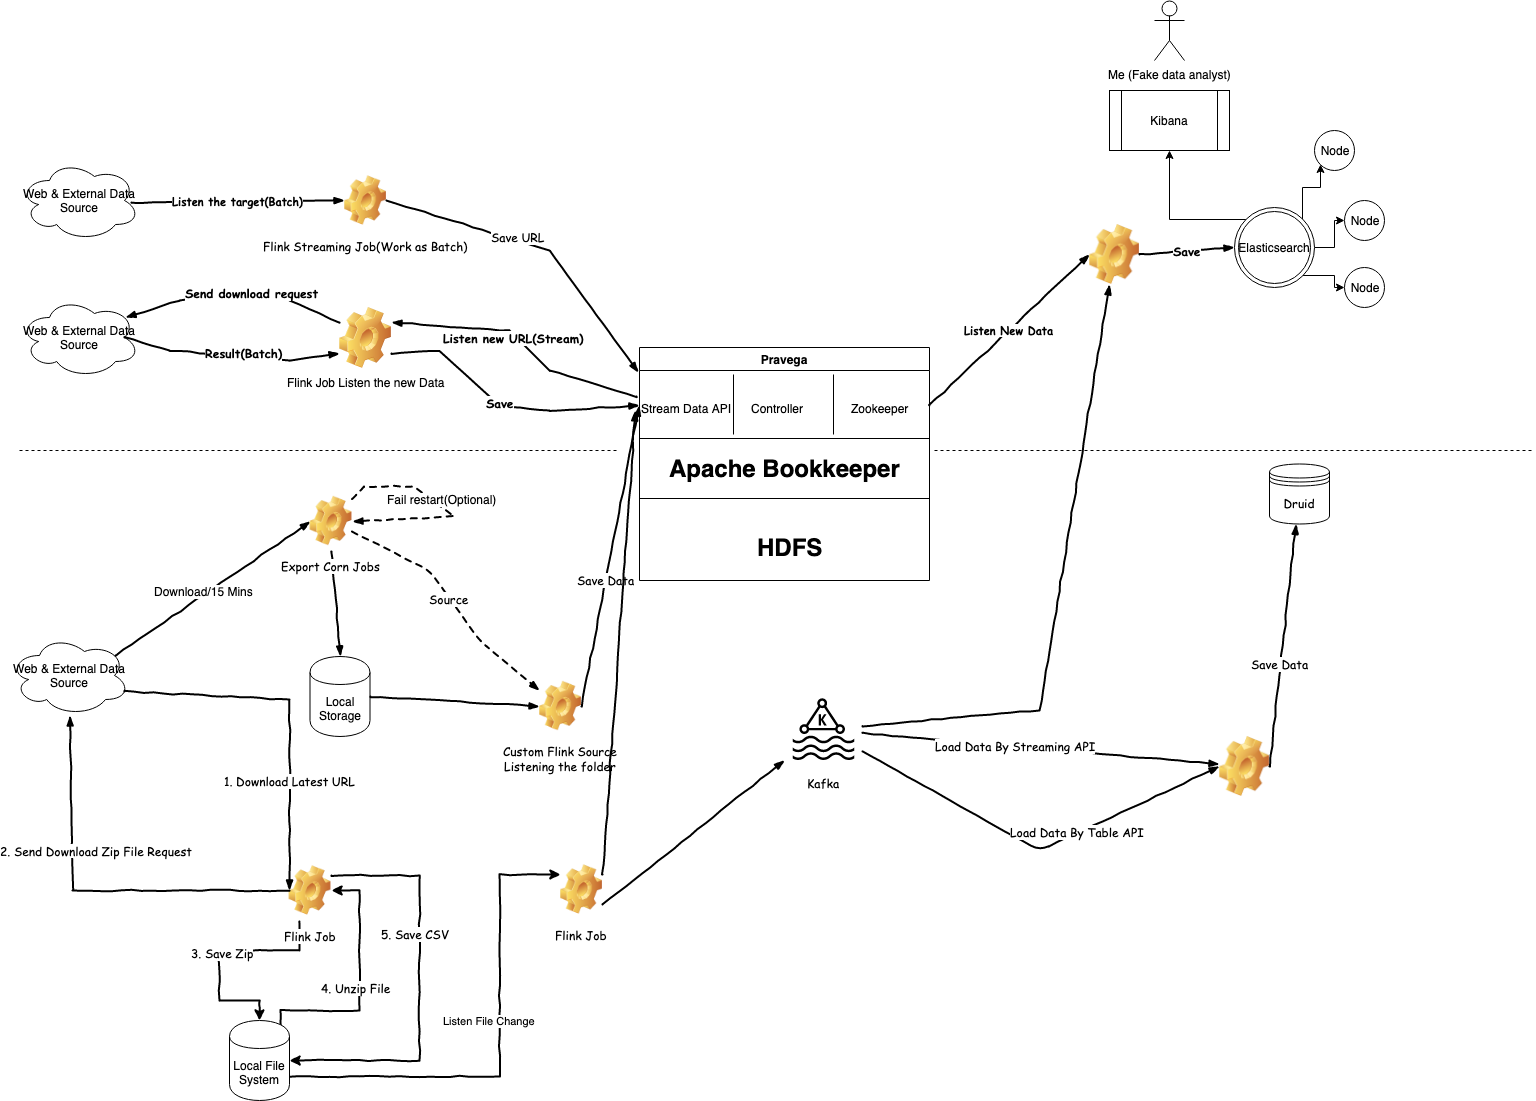 Me (Fake data analyst)
Kibana
Node
Node
Elasticsearch
Node
Web & External Data
Source
Listen the target(Batch)
Flink Streaming Job(Work as Batch)
Save URL
Save
Send download request
Web & External Data
Source
Result(Batch)
Listen new URL(Stream)
Flink Job Listen the new Data
Save
Listen New Data
Pravega
Stream Data API
Controller
Zookeeper
Apache Bookkeeper
HDFS
Fail restart(Optional)
Export Corn Jobs
Download/15 Mins
Source
Save Data
Druid
Web & External Data
Source
Local
Storage
Custom Flink Source
Listening the folder
Save Data
K
Kafka
Load Data By Streaming API
Load Data By Table API
1. Download Latest URL
2. Send Download Zip File Request
Flink Job
3. Save Zip
4. Unzip File
5. Save CSV
Flink Job
Listen File Change
Local File
System